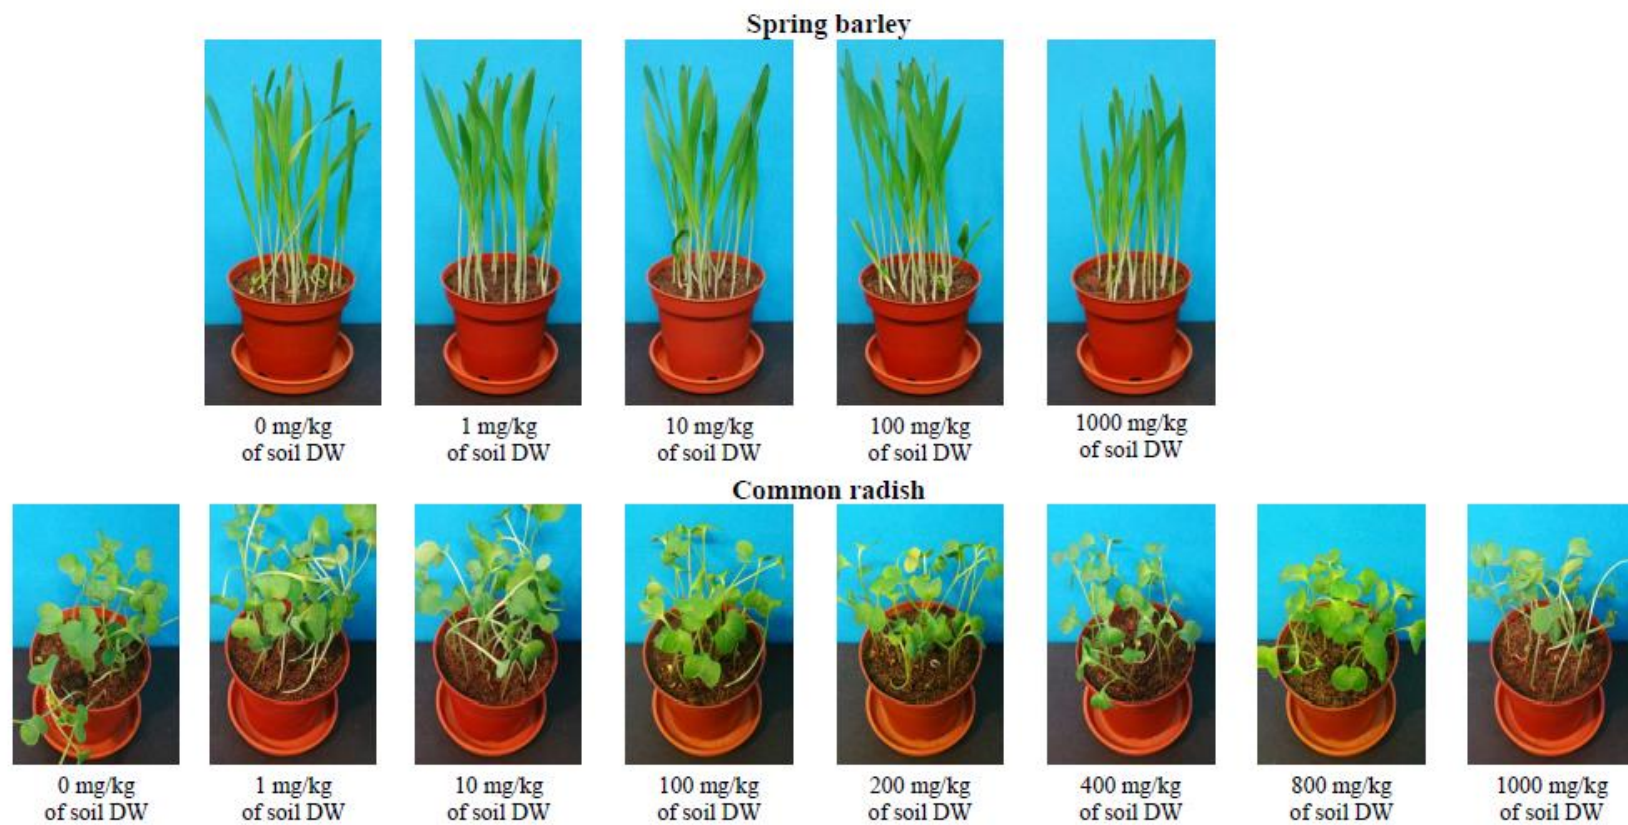 Spring barley
0 mg/kg
of soil DW
1 mg/kg
of soil DW
10 mg/kg
of soil DW
100 mg/kg
of soil DW
1000 mg/kg
of soil DW
Common radish
0 mg/kg
of soil DW
1 mg/kg
of soil DW
10 mg/kg
of soil DW
100 mg/kg
of soil DW
200 mg/kg
of soil DW
400 mg/kg
of soil DW
800 mg/kg
of soil DW
1000 mg/kg
of soil DW